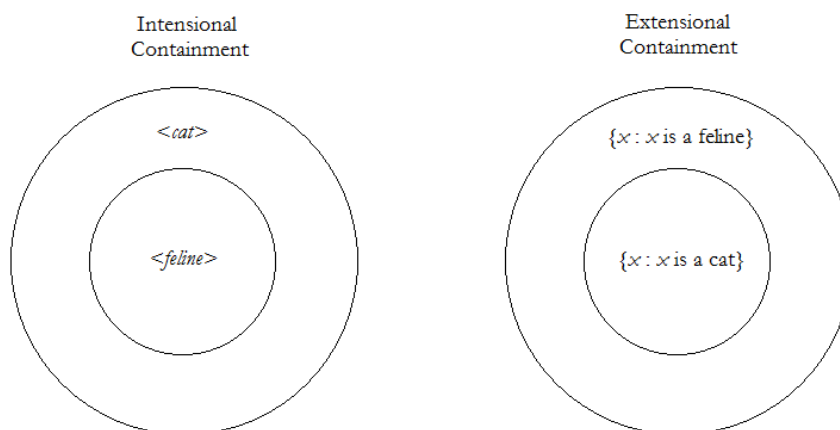 Intensional
Containment
<cat>
<feline>
Extensional
Containment
{x : x is a feline}
{x : x is a cat}